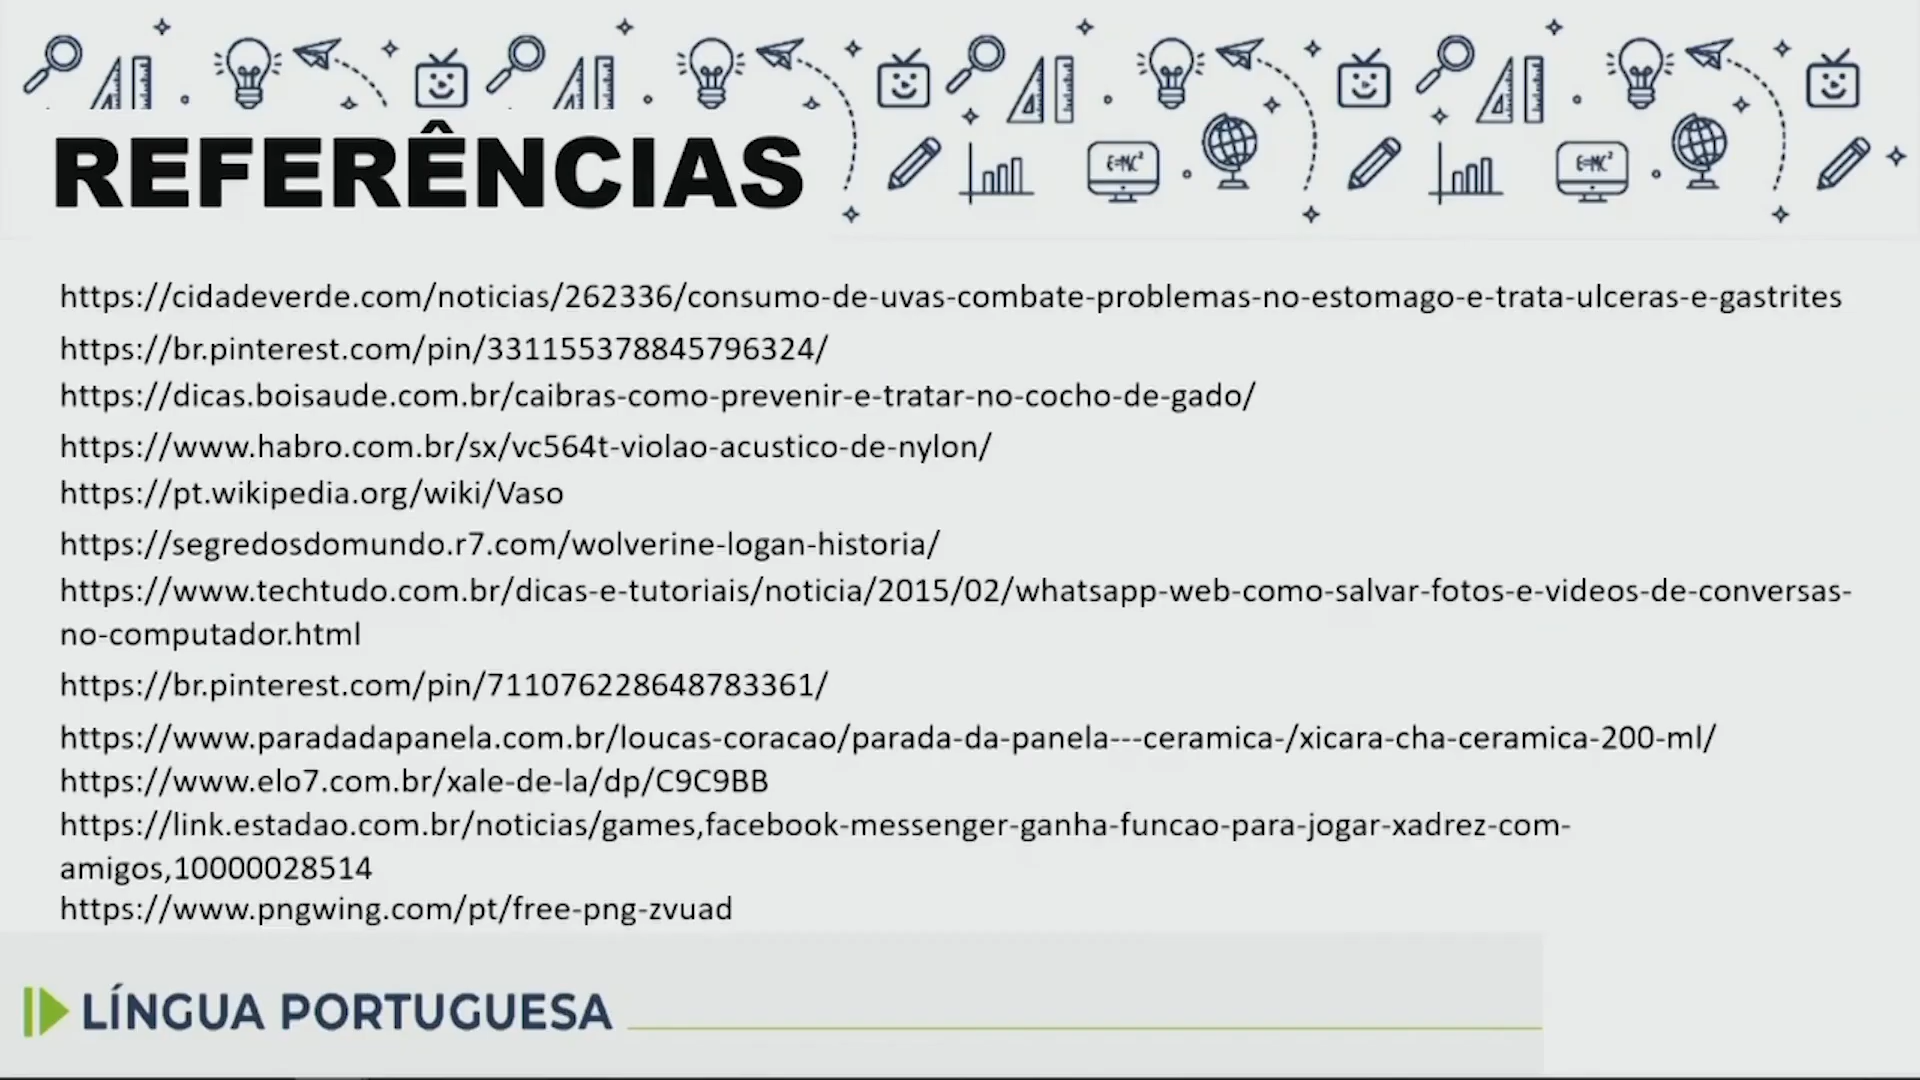 REFERÊNCIAS
E=MC²
E=MC²
https://cidadeverde.com/noticias/262336/consumo-de-uvas-combate-problemas-no-estomago-e-trata-ulceras-e-gastrites
https://br.pinterest.com/pin/331155378845796324/
https://dicas.boisaude.com.br/caibras-como-prevenir-e-tratar-no-cocho-de-gado/
https://www.habro.com.br/sx/vc564t-violao-acustico-de-nylon/
https://pt.wikipedia.org/wiki/Vaso
https://segredosdomundo.r7.com/wolverine-logan-historia/
https://www.techtudo.com.br/dicas-e-tutoriais/noticia/2015/02/whatsapp-web-como-salvar-fotos-e-videos-de-conversas-
no-computador.html
https://br.pinterest.com/pin/711076228648783361/
https://www.paradadapanela.com.br/loucas-coracao/parada-da-panela---ceramica-/xicara-cha-ceramica-200-ml/
https://www.elo7.com.br/xale-de-la/dp/C9C9BB
https://link.estadao.com.br/noticias/games,facebook-messenger-ganha-funcao-para-jogar-xadrez-com-
amigos,10000028514
https://www.pngwing.com/pt/free-png-zvuad
LÍNGUA PORTUGUESA